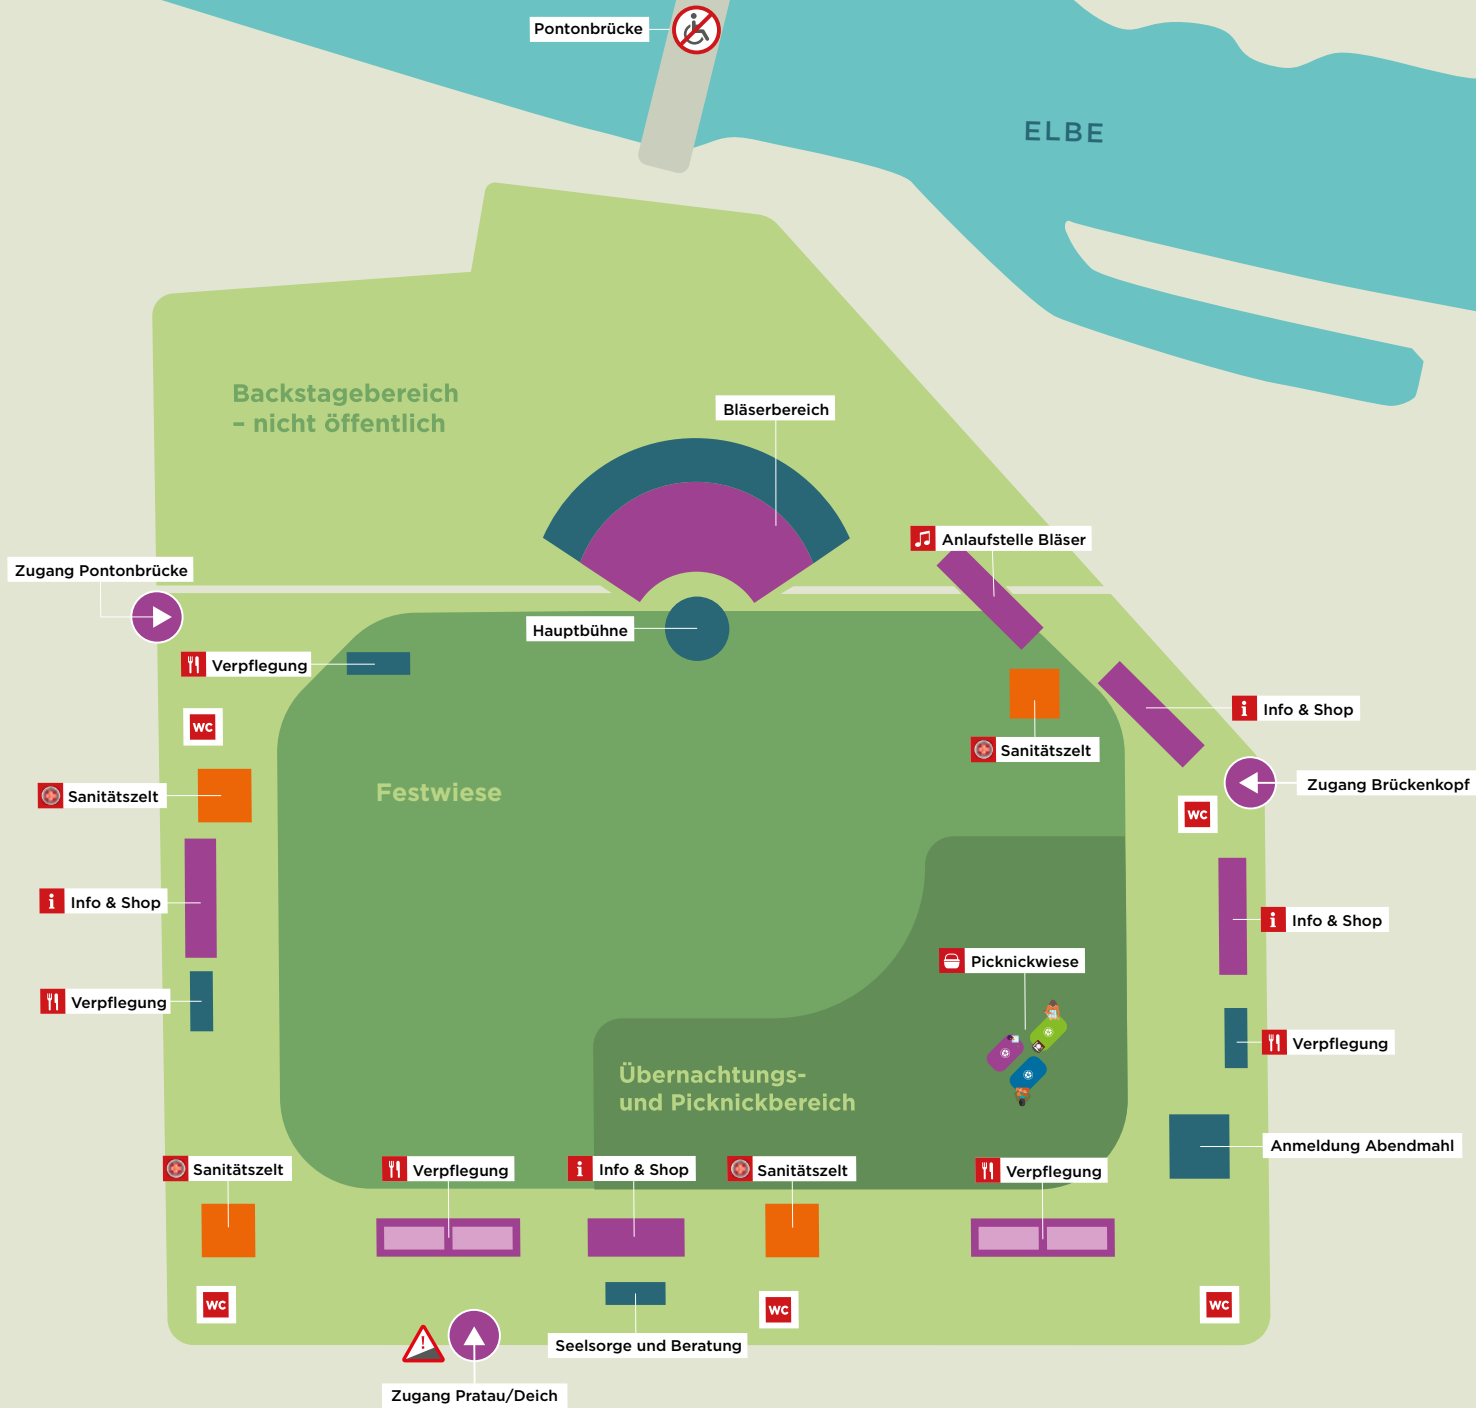 Pontonbrücke
ELBE
Backstagebereich
– nicht öffentlich
Bläserbereich
Anlaufstelle Bläser
Zugang Pontonbrücke
Hauptbühne
Verpflegung
WC
Info & Shop
Sanitätszelt
Zugang Brückenkopf
Festwiese
Sanitätszelt
WC
Info & Shop
Info & Shop
Picknickwiese
Verpflegung
Verpflegung
Übernachtungs-
und Picknickbereich
Anmeldung Abendmahl
Sanitätszelt
Verpflegung
Info & Shop
Sanitätszelt
Verpflegung
WC
WC
WC
Seelsorge und Beratung
Zugang Pratau/Deich